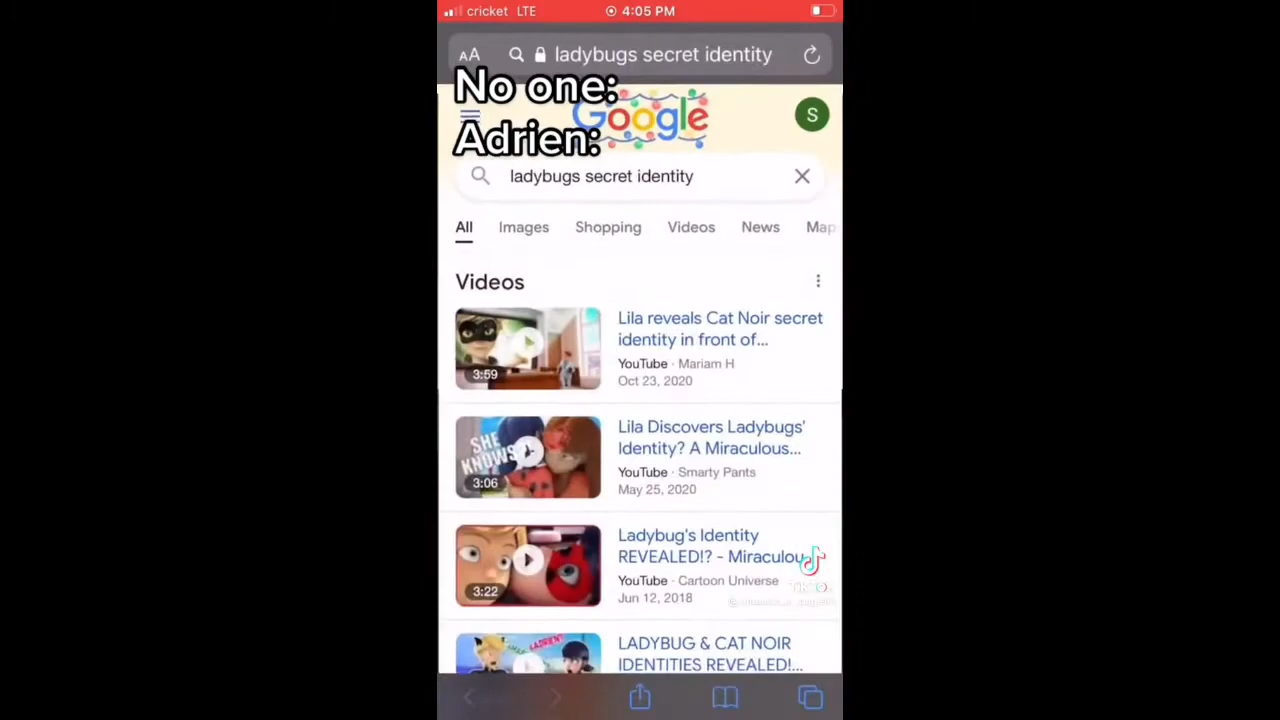 cricket LTE 4:05 PM
AA ladybugs secret identity
No one:
Google
S
Adrien:
ladybugs secret identity
All Images Shopping Videos News Map
Videos
Lila reveals Cat Noir secret
identity in front of...
YouTube · Mariam H
Oct 23, 2020
3:59
Lila Discovers Ladybugs'
Identity? A Miraculous...
SHE
KNOWS
YouTube · Smarty Pants
May 25, 2020
3:06
Ladybug's Identity
REVEALED!? - Miraculou
YouTube · Cartoon Universe
Jun 12, 2018
3:22
TikTok
LADYBUG & CAT NOIR
IDENTITIES REVEALED!...